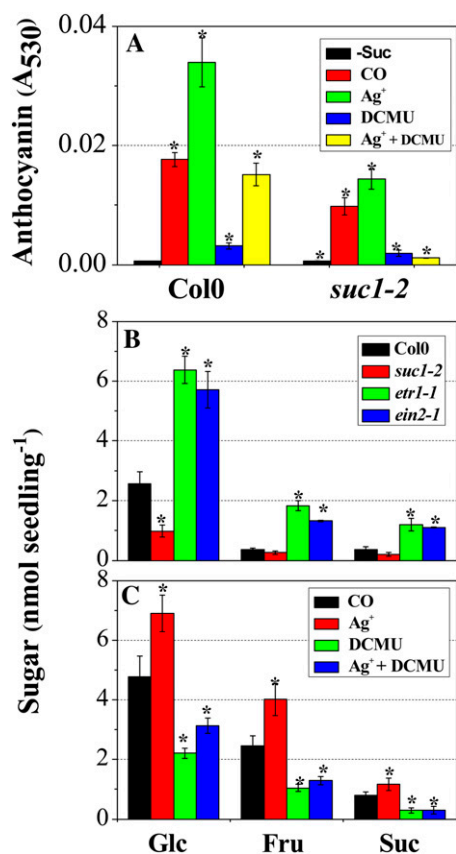 Anthocyanin (A530)
A
-Suc
CO
Ag+
DCMU
Ag+ + DCMU
0.04
0.02
0.00
* * * * * * * * *
Col0 suc1-2
Sugar (nmol seedling-1)
B
Col0
suc1-2
etr1-1
ein2-1
8
6
4
2
0
* * * * * * *
C
CO
Ag+
DCMU
Ag+ + DCMU
8
6
4
2
0
* * * * * * * * *
Glc Fru Suc